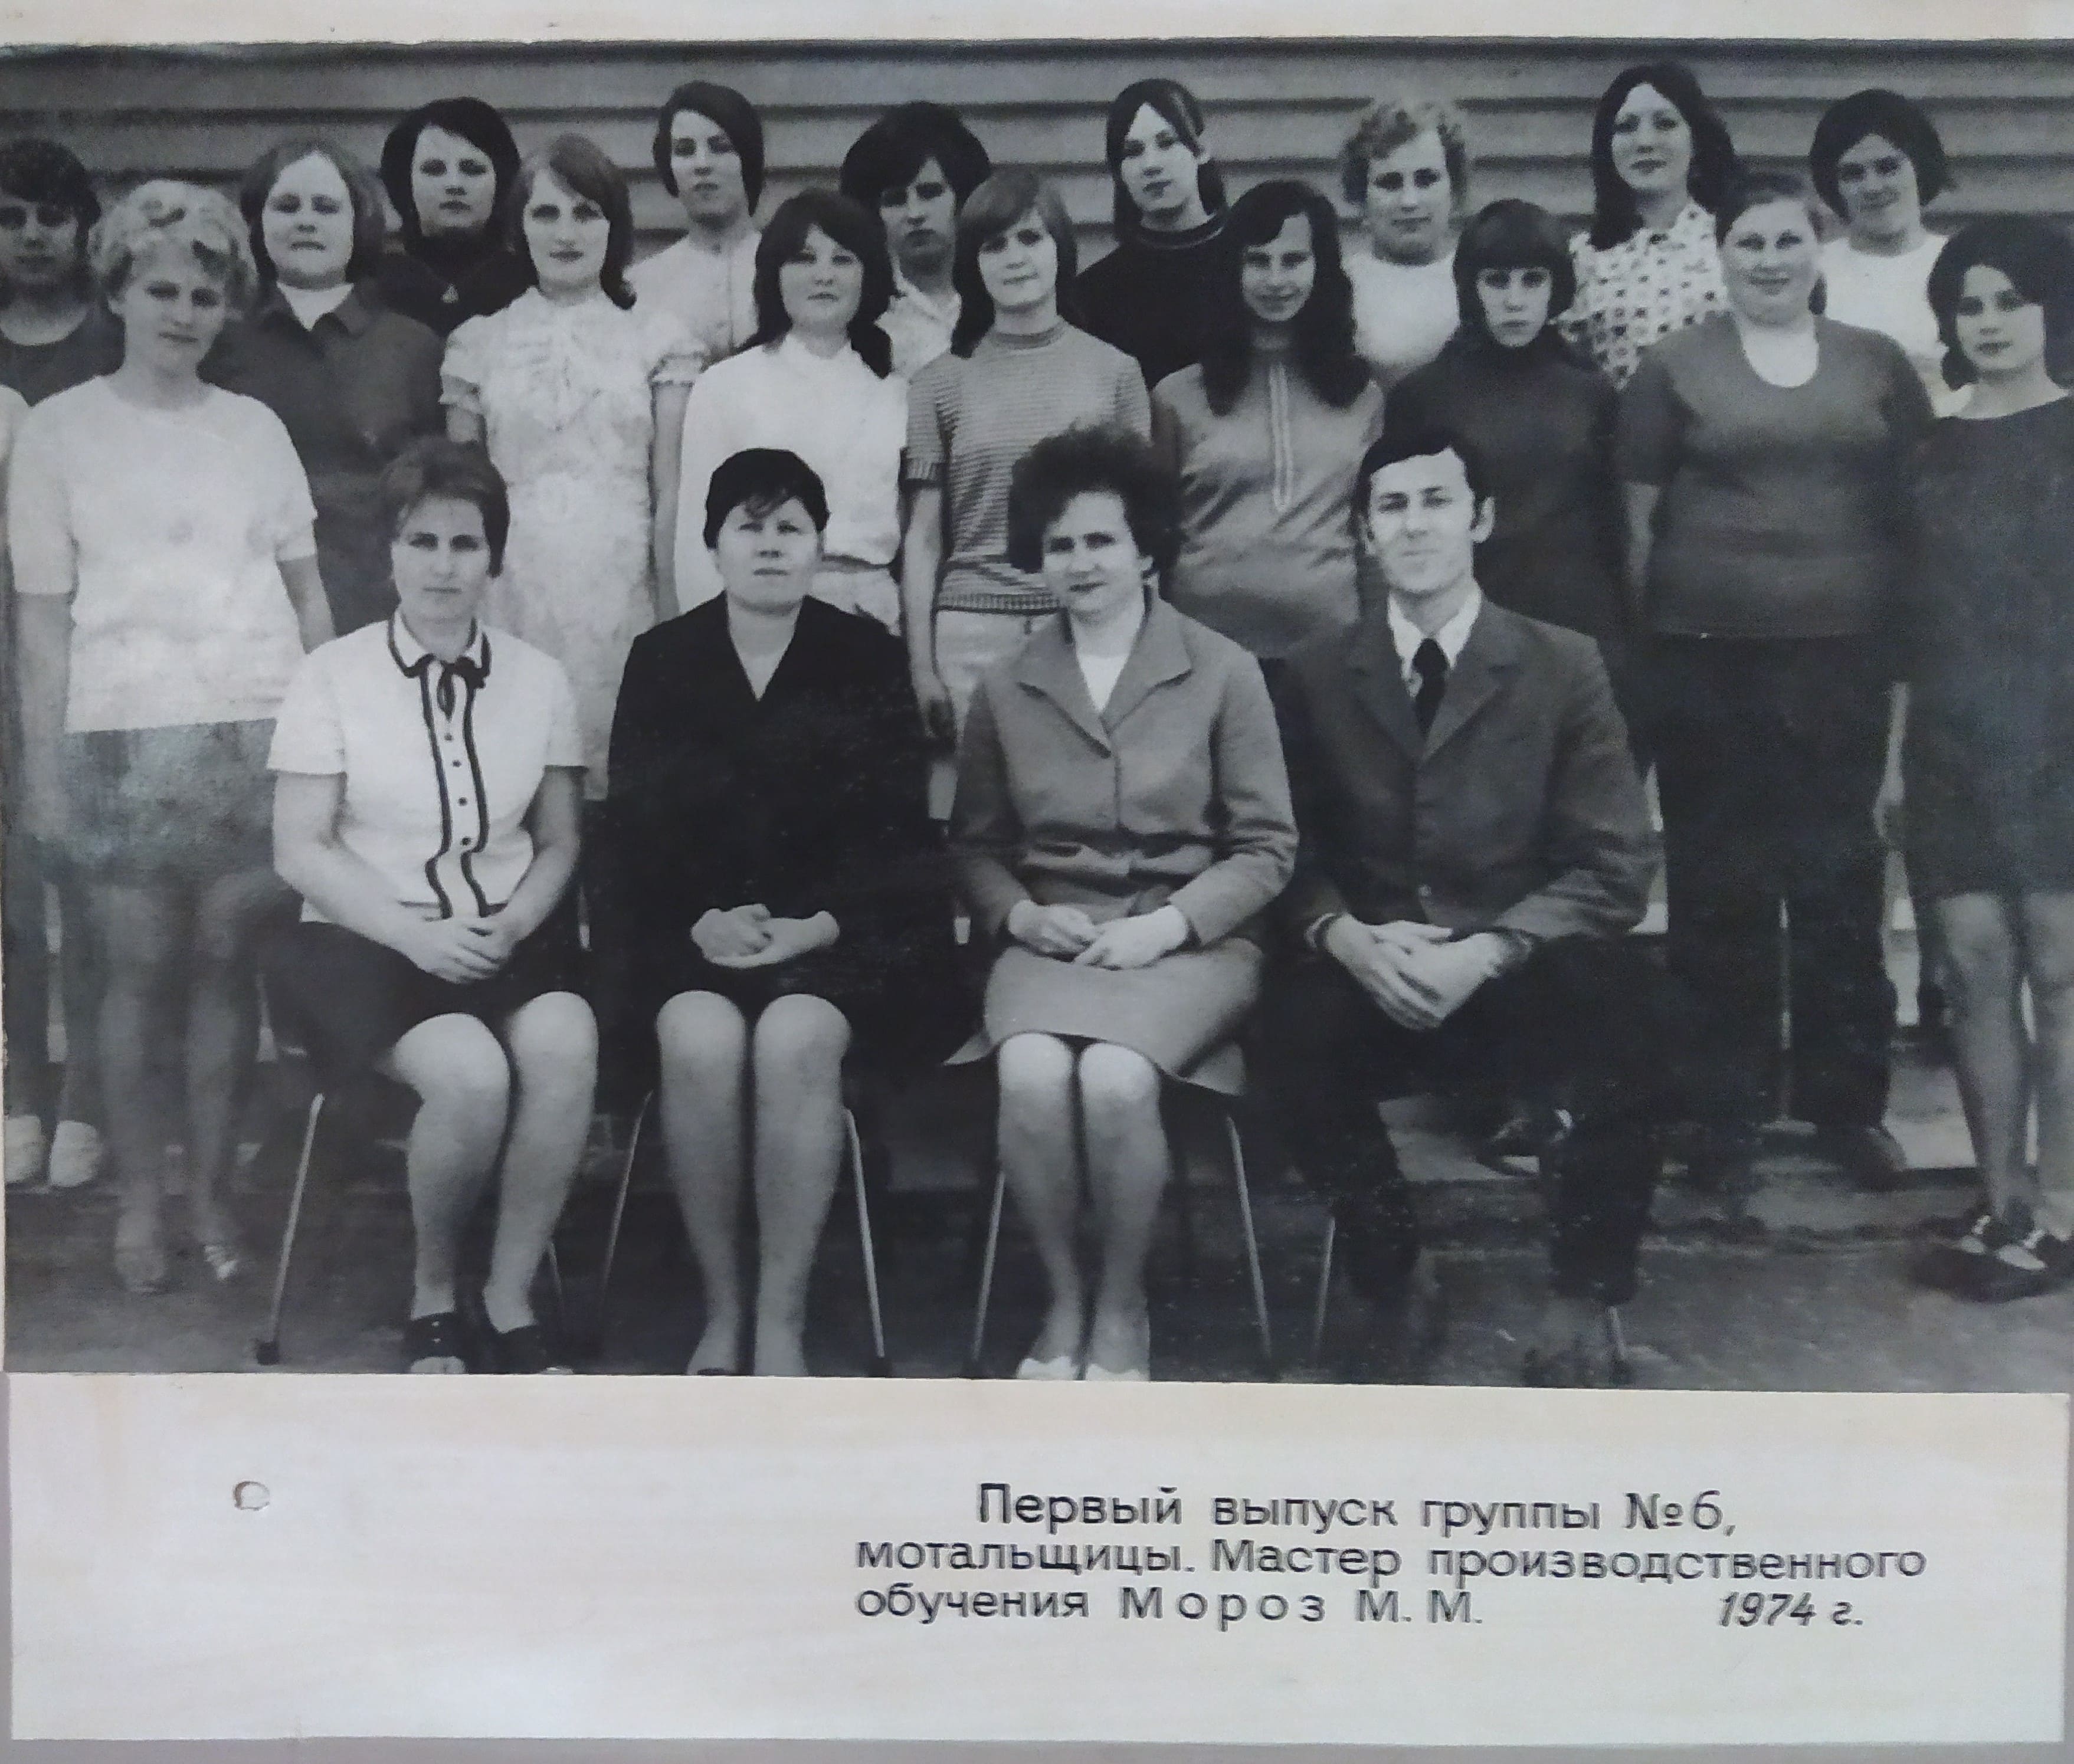 Первый выпуск группы №6,
мотальщицы. Мастер производственного
обучения Мороз М. М. 1974 г.